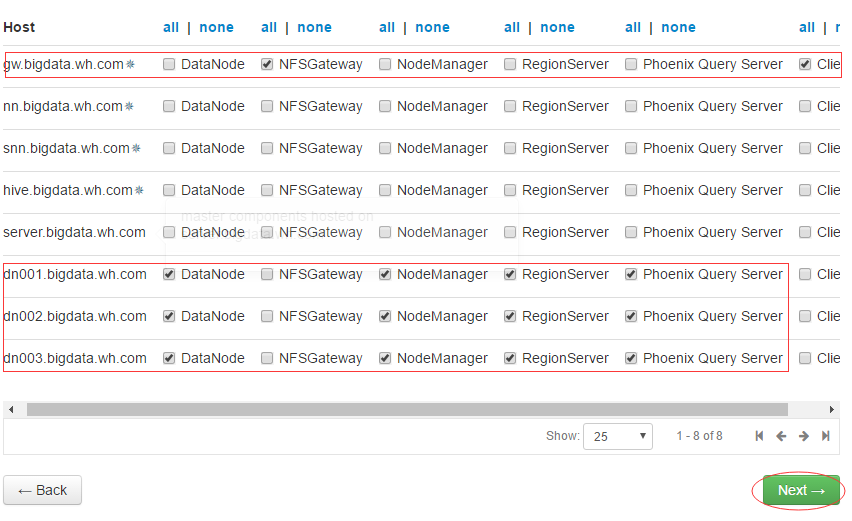 Host all | none all | none all | none all | none all | none all |
gw.bigdata.wh.com* DataNode NFSGateway NodeManager RegionServer Phoenix Query Server Clie
nn.bigdata.wh.com* DataNode NFSGateway NodeManager RegionServer Phoenix Query Server Clie
snn.bigdata.wh.com* DataNode NFSGateway NodeManager RegionServer Phoenix Query Server Clie
hive.bigdata.wh.com* DataNode NFSGateway NodeManager RegionServer Phoenix Query Server Clie
master components hosted on
server.bigdata.wh.com DataNode NFSGateway NodeManager RegionServer Phoenix Query Server Clie
dn001.bigdata.wh.com DataNode NFSGateway NodeManager RegionServer Phoenix Query Server Clie
dn002.bigdata.wh.com DataNode NFSGateway NodeManager RegionServer Phoenix Query Server Clie
dn003.bigdata.wh.com DataNode NFSGateway NodeManager RegionServer Phoenix Query Server Clie
Show: 25 1 - 8 of 8
← Back Next →